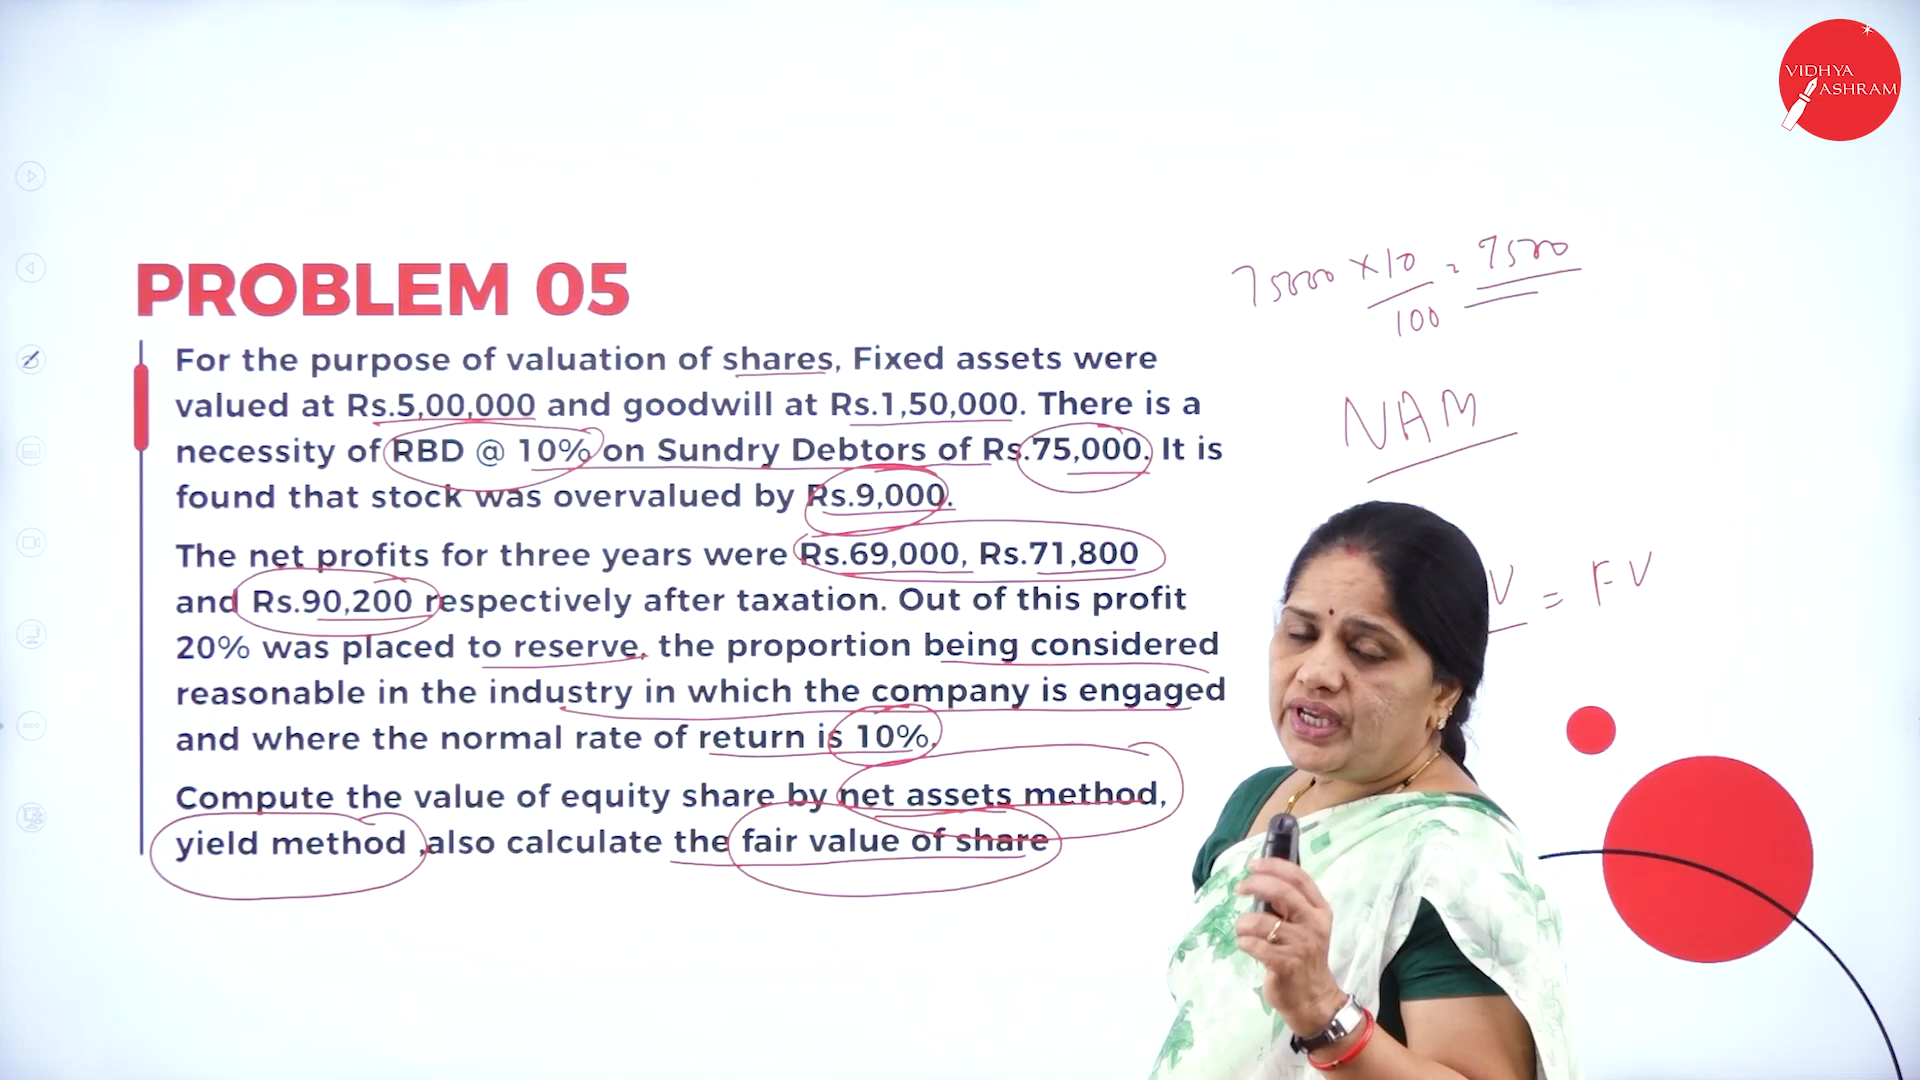 VIDHYA
ASHRAM
PROBLEM 05
For the purpose of valuation of shares, Fixed assets were
valued at Rs.5,00,000 and goodwill at Rs.1,50,000. There is a
necessity of RBD @ 10% on Sundry Debtors of Rs.75,000. It is
found that stock was overvalued by Rs.9,000.
The net profits for three years were Rs.69,000, Rs.71,800
and Rs.90,200 respectively after taxation. Out of this profit
20% was placed to reserve, the proportion being considered
reasonable in the industry in which the company is engaged
and where the normal rate of return is 10%.
Compute the value of equity share by net assets method,
yield method ,also calculate the fair value of share
75000 × 10 = 7500
100
NAM
V = FV